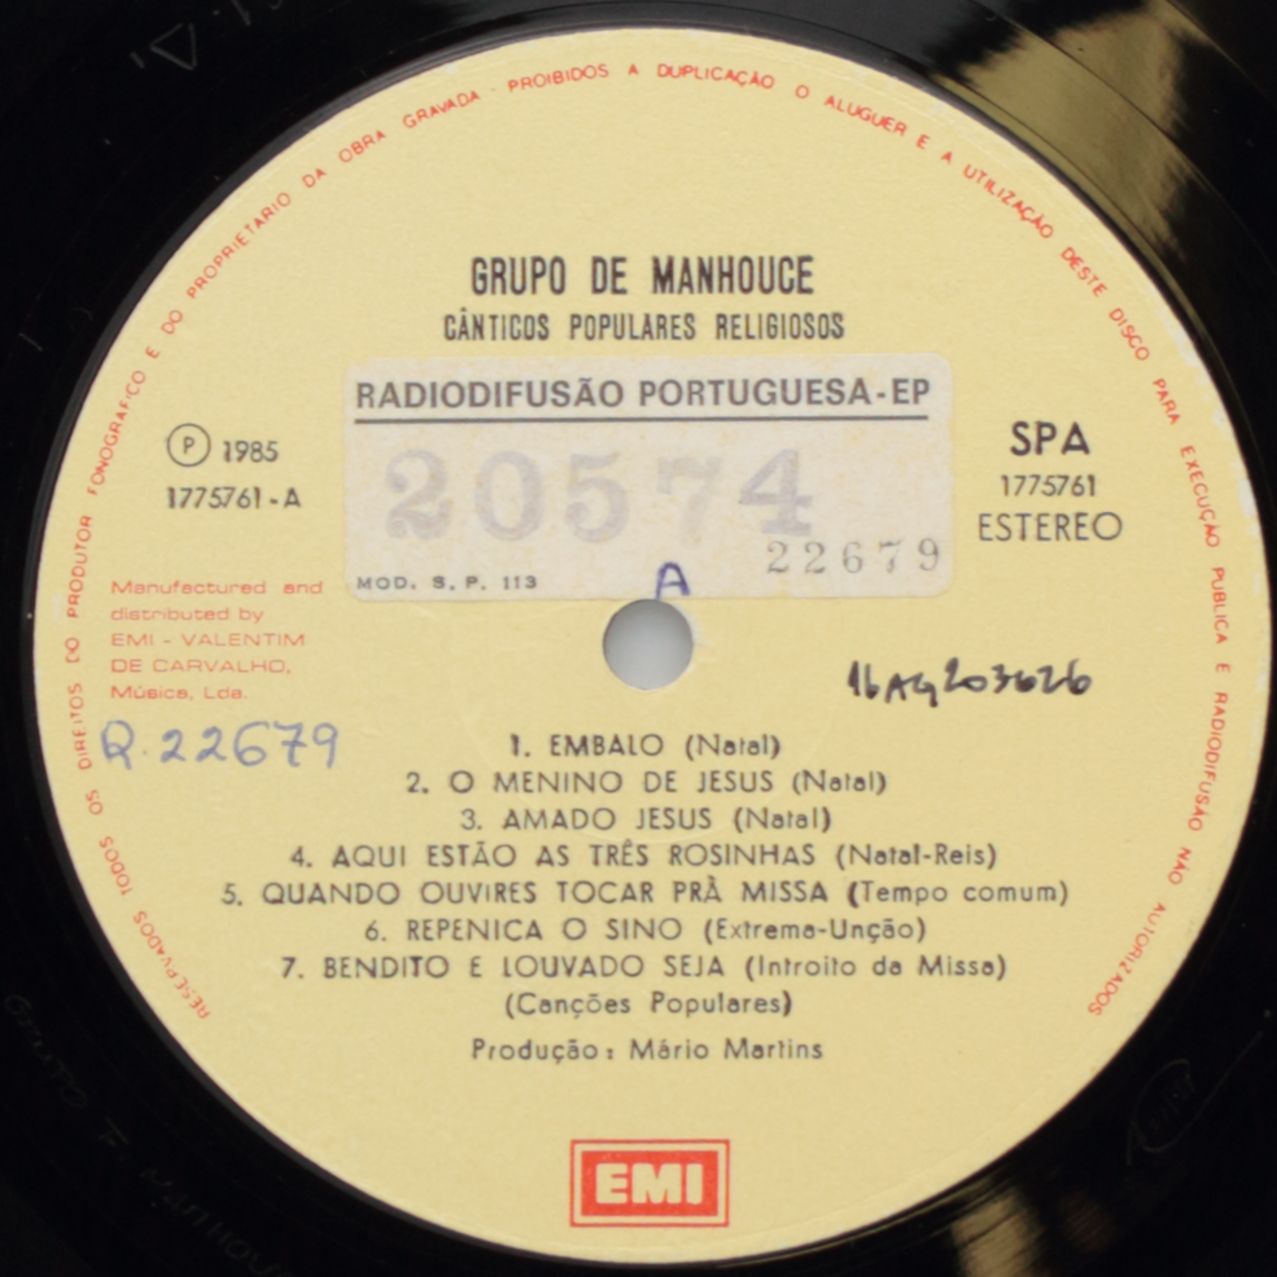 RESERVADOS TODOS OS DIREITOS DO PRODUTOR FONOGRAFICO E DO PROPRIETARIO DA OBRA GRAVADA - PROIBIDOS A DUPLICAÇÃO O ALUGUER E A UTILIZAÇÃO DESTE DISCO PARA EXECUÇÃO PUBLICA E RADIODIFUSÃO NÃO AUTORIZADOS
GRUPO DE MANHOUCE
CÂNTICOS POPULARES RELIGIOSOS
RADIODIFUSÃO PORTUGUESA-EP
20574
22679
MOD. S. P. 113
A
Ⓟ 1985
1775761-A
SPA
1775761
ESTEREO
Manufactured and
distributed by
EMI - VALENTIM
DE CARVALHO,
Música, Lda.
R.22679
16AG203626
1. EMBALO (Natal)
2. O MENINO DE JESUS (Natal)
3. AMADO JESUS (Natal)
4. AQUI ESTÃO AS TRÊS ROSINHAS (Natal-Reis)
5. QUANDO OUVIRES TOCAR PRÀ MISSA (Tempo comum)
6. REPENICA O SINO (Extrema-Unção)
7. BENDITO E LOUVADO SEJA (Introito da Missa)
(Canções Populares)
Produção: Mário Martins
EMI